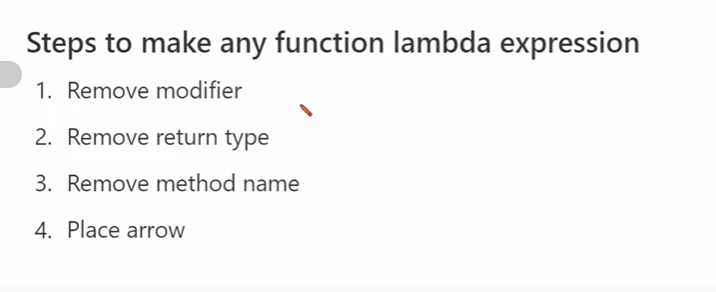 Steps to make any function lambda expression
1. Remove modifier
2. Remove return type
3. Remove method name
4. Place arrow